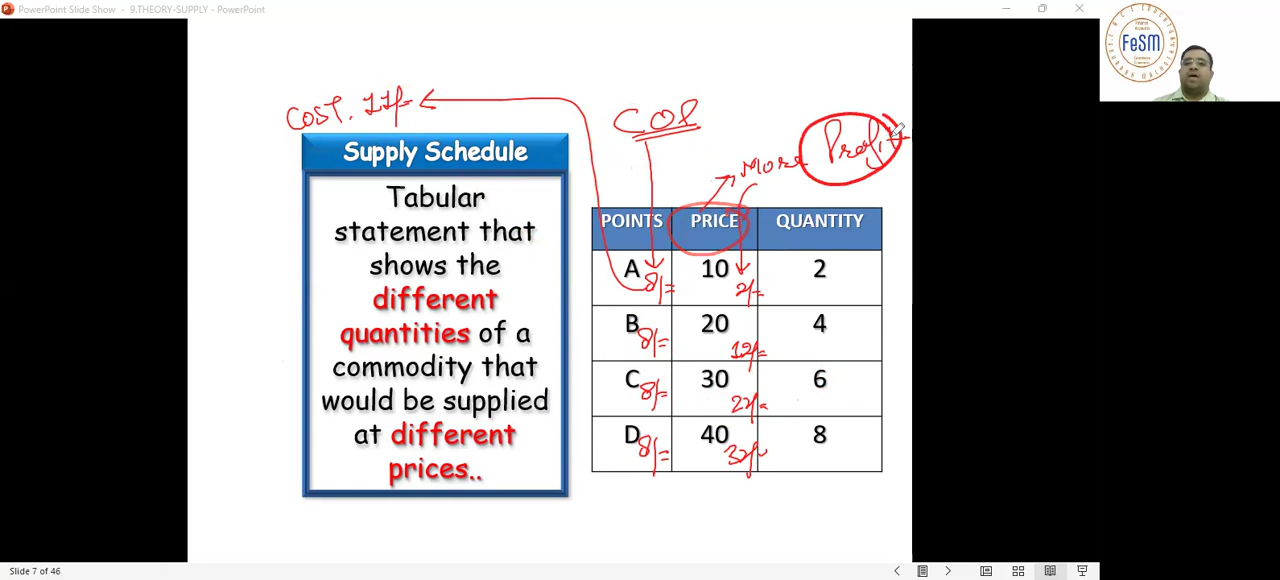 PowerPoint Slide Show - 9.THEORY-SUPPLY - PowerPoint
FeSM
COST. 11/=
COP
More Profit
Supply Schedule
Tabular
statement that
shows the
different
quantities of a
commodity that
would be supplied
at different
prices..
POINTS PRICE QUANTITY
A 8/= 10 2/= 2
B 8/= 20 12/= 4
C 8/= 30 22/= 6
D 8/= 40 32/= 8
Slide 7 of 46